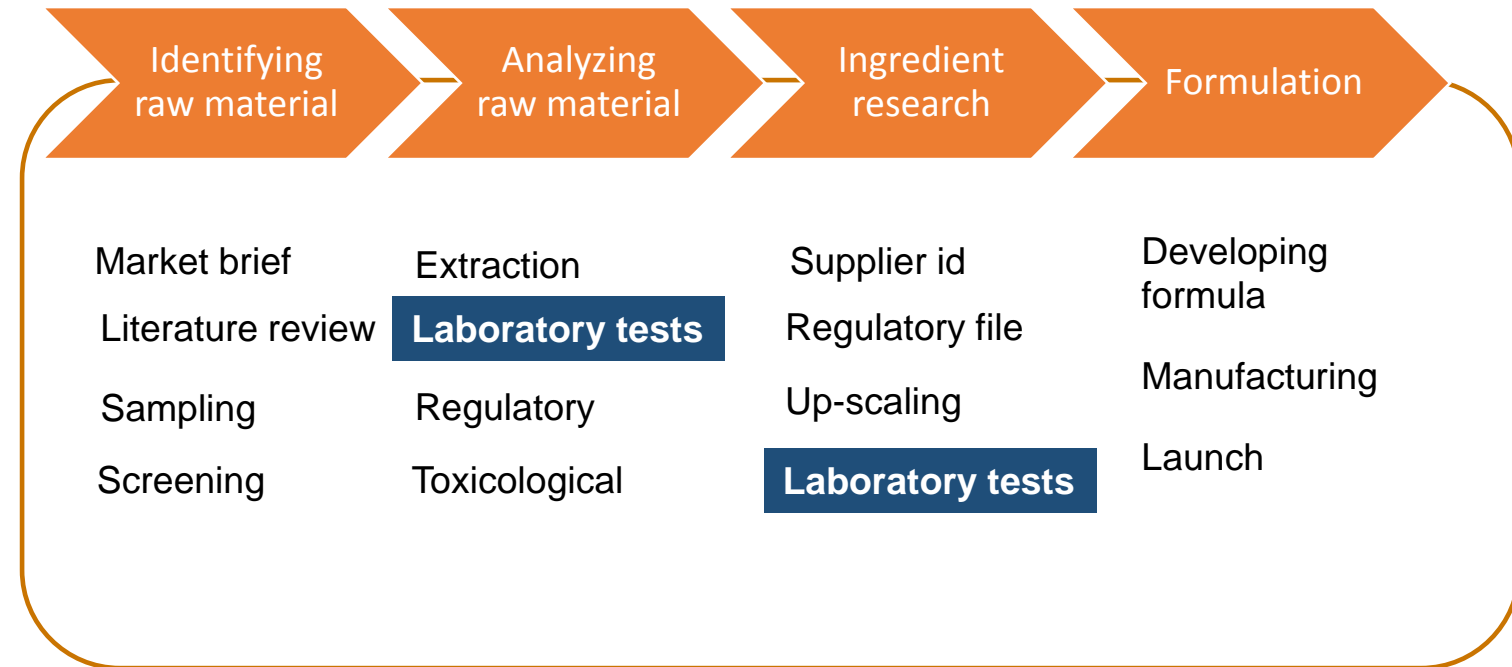 Identifying
raw material
Analyzing
raw material
Ingredient
research
Formulation
Market brief
Literature review
Sampling
Screening
Extraction
Laboratory tests
Regulatory
Toxicological
Supplier id
Regulatory file
Up-scaling
Laboratory tests
Developing
formula
Manufacturing
Launch